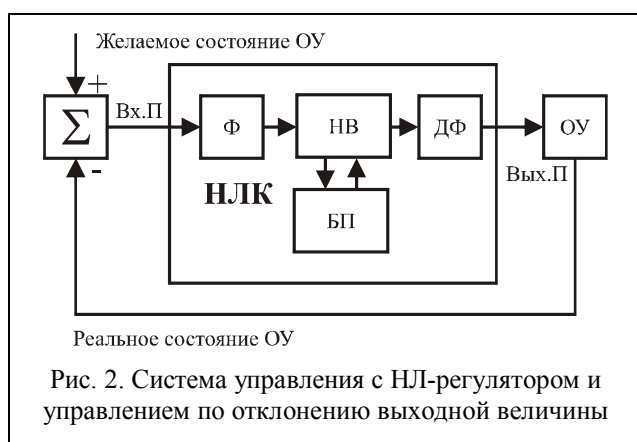 Желаемое состояние ОУ
+
Вх.П
Σ
Ф
НВ
ДФ
ОУ
-
Вых.П
НЛК
БП
Реальное состояние ОУ
Рис. 2. Система управления с НЛ-регулятором и
управлением по отклонению выходной величины